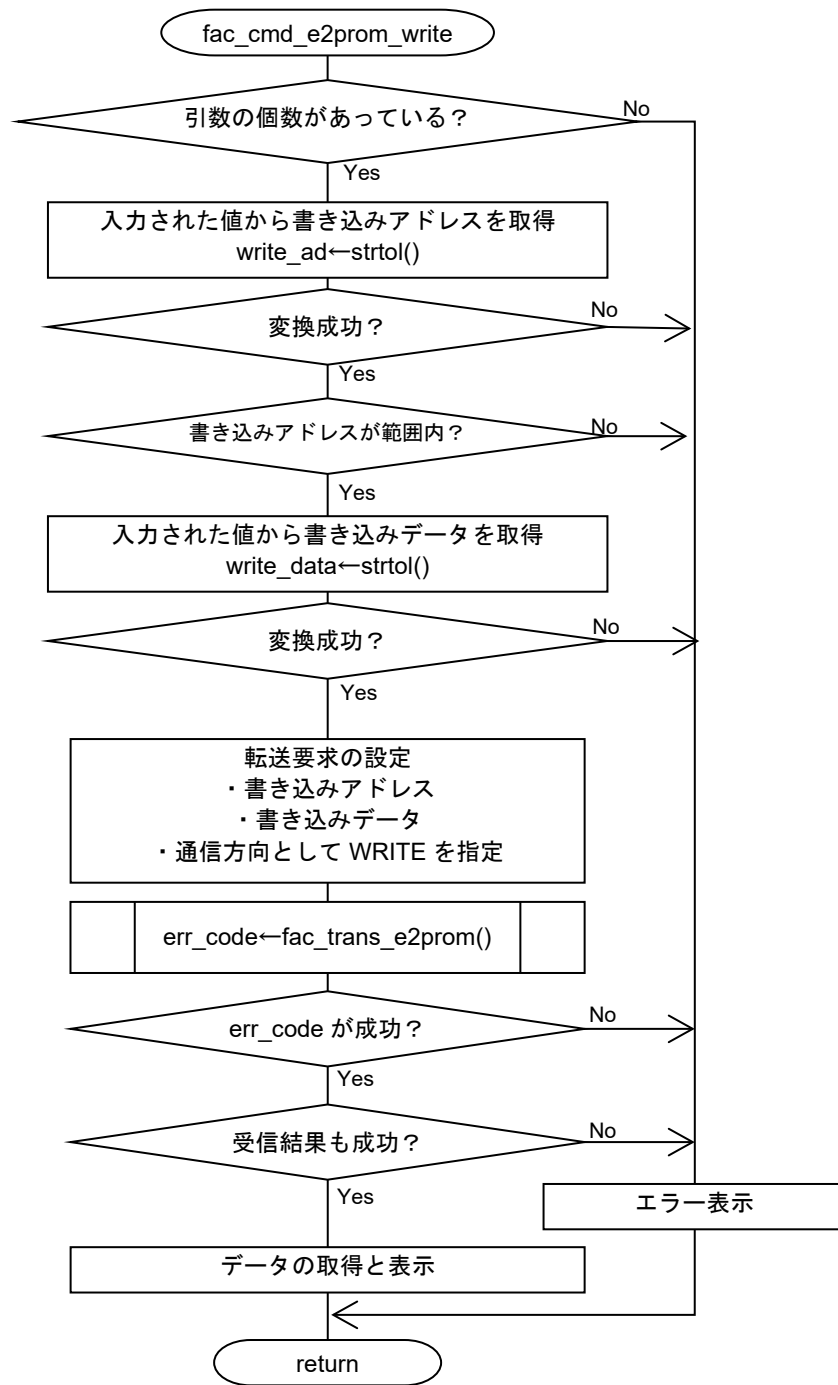 fac_cmd_e2prom_write
引数の個数があっている？
No
Yes
入力された値から書き込みアドレスを取得
write_ad←strtol()
変換成功？
No
Yes
書き込みアドレスが範囲内？
No
Yes
入力された値から書き込みデータを取得
write_data←strtol()
変換成功？
No
Yes
転送要求の設定
・書き込みアドレス
・書き込みデータ
・通信方向として WRITE を指定
err_code←fac_trans_e2prom()
err_code が成功？
No
Yes
受信結果も成功？
No
Yes
エラー表示
データの取得と表示
return